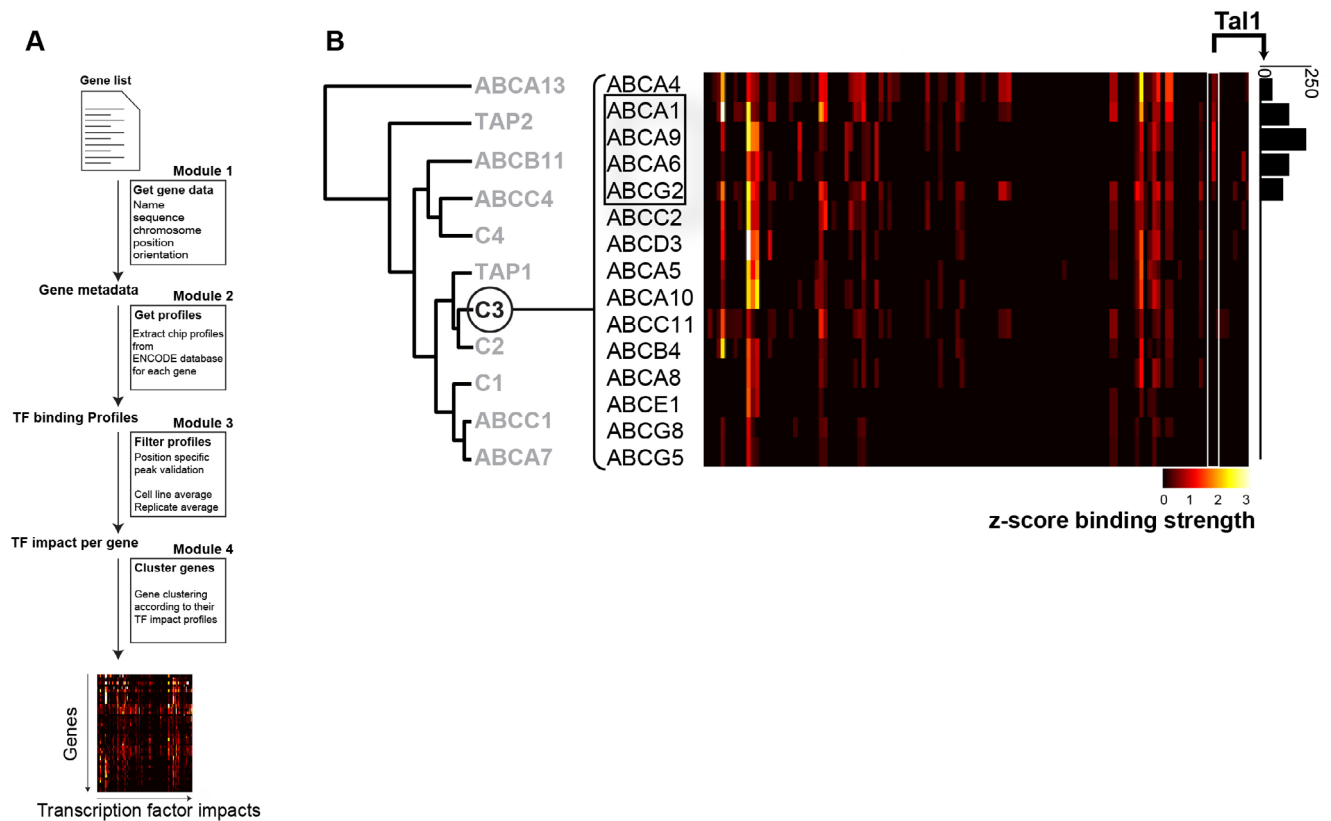 A
Gene list
Module 1
Get gene data
Name
sequence
chromosome
position
orientation
Gene metadata
Module 2
Get profiles
Extract chip profiles
from
ENCODE database
for each gene
TF binding Profiles
Module 3
Filter profiles
Position specific
peak validation
Cell line average
Replicate average
TF impact per gene
Module 4
Cluster genes
Gene clustering
according to their
TF impact profiles
Genes
Transcription factor impacts
B
ABCA13
TAP2
ABCB11
ABCC4
C4
TAP1
C3
C2
C1
ABCC1
ABCA7
ABCA4
ABCA1
ABCA9
ABCA6
ABCG2
ABCC2
ABCD3
ABCA5
ABCA10
ABCC11
ABCB4
ABCA8
ABCE1
ABCG8
ABCG5
Tal1
0 250
0 1 2 3
z-score binding strength